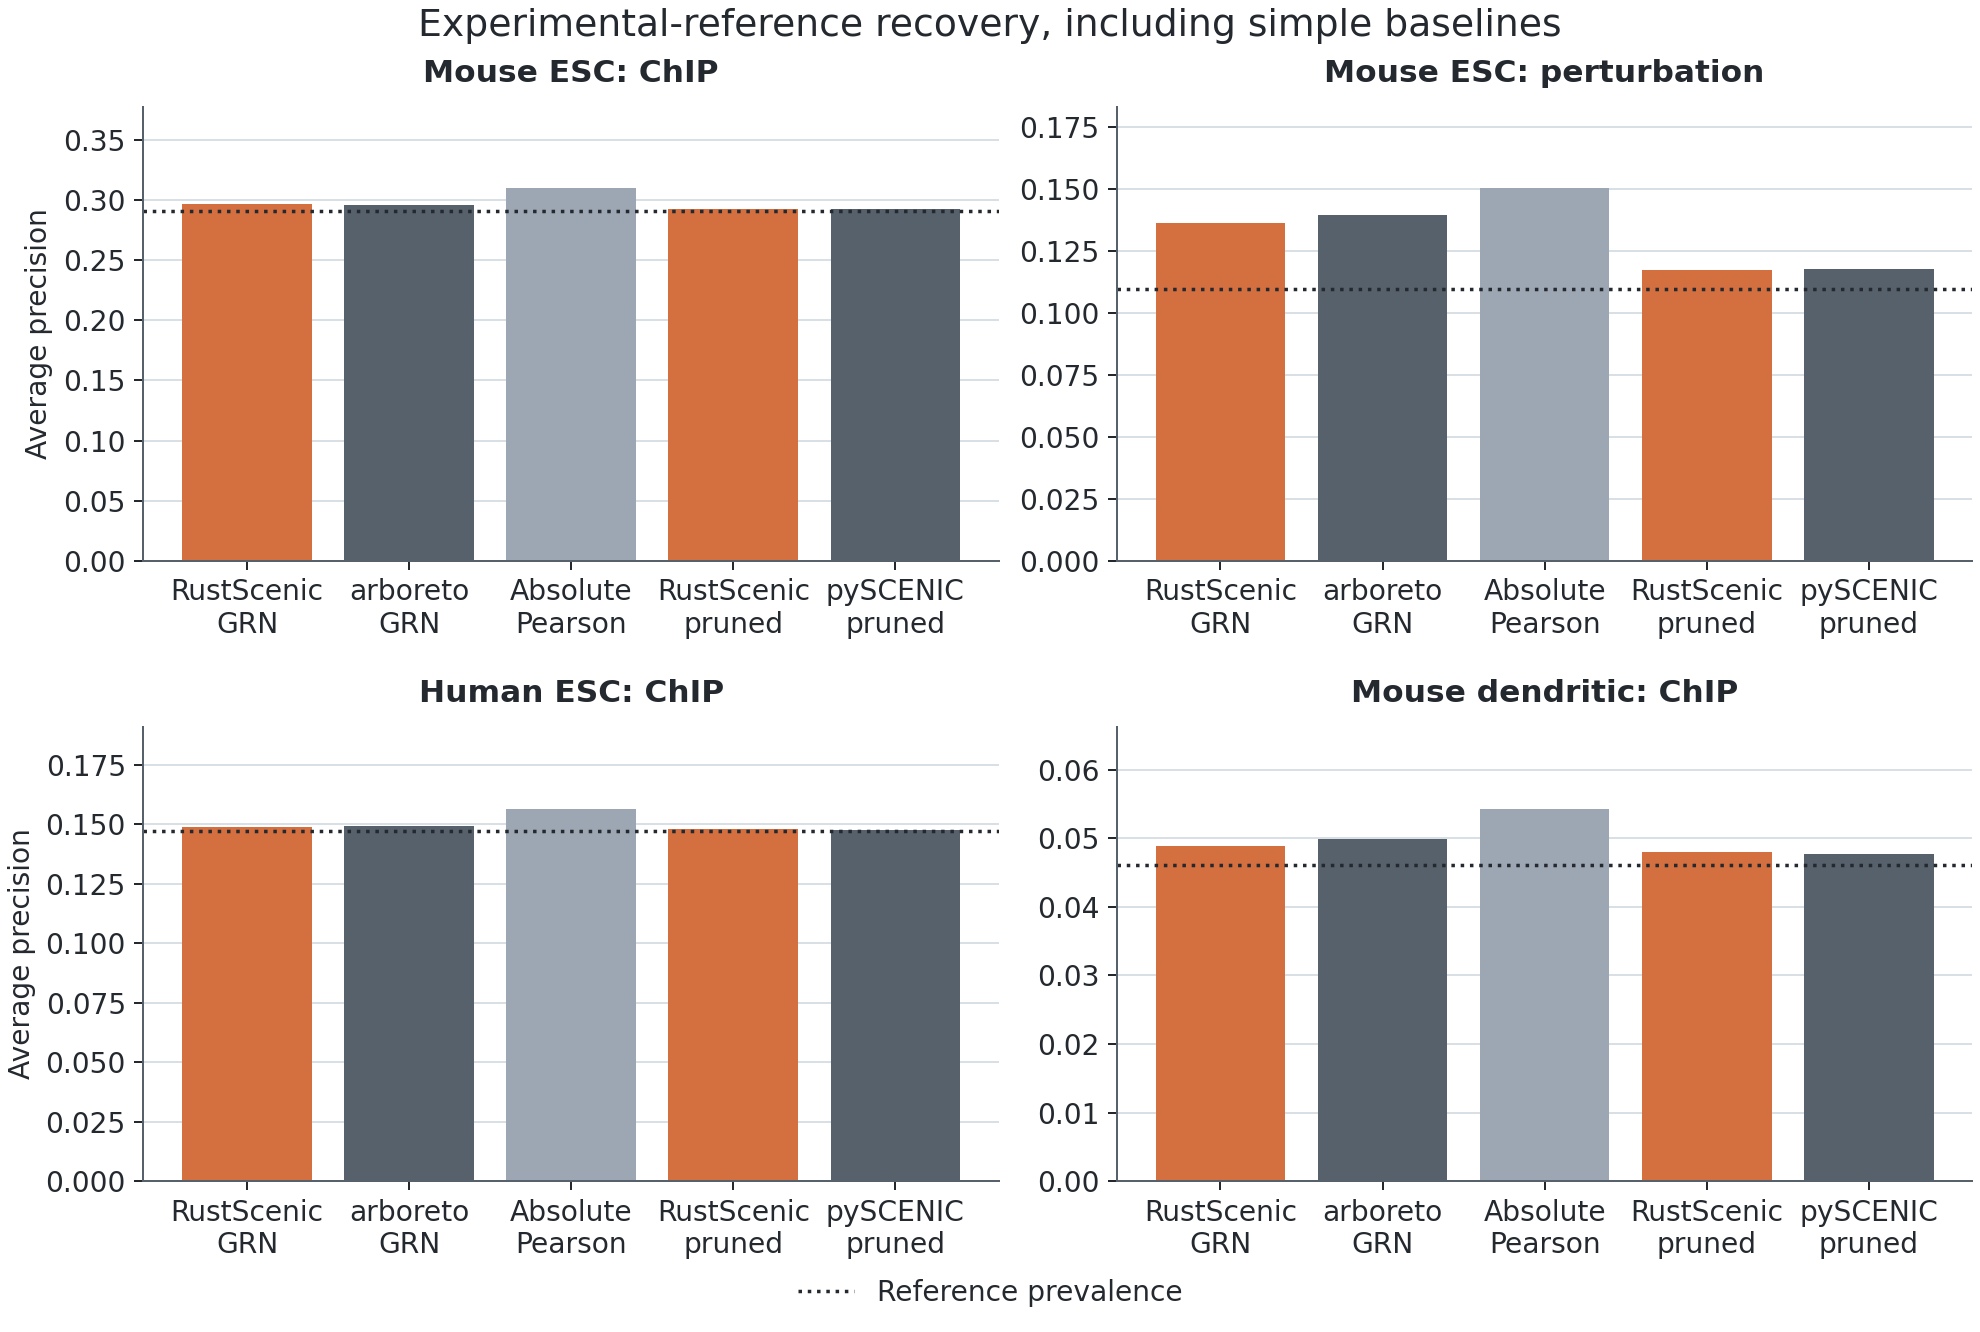 Experimental-reference recovery, including simple baselines
Mouse ESC: ChIP
Average precision
0.35
0.30
0.25
0.20
0.15
0.10
0.05
0.00
RustScenic GRN
arboreto GRN
Absolute Pearson
RustScenic pruned
pySCENIC pruned
Mouse ESC: perturbation
0.175
0.150
0.125
0.100
0.075
0.050
0.025
0.000
RustScenic GRN
arboreto GRN
Absolute Pearson
RustScenic pruned
pySCENIC pruned
Human ESC: ChIP
Average precision
0.175
0.150
0.125
0.100
0.075
0.050
0.025
0.000
RustScenic GRN
arboreto GRN
Absolute Pearson
RustScenic pruned
pySCENIC pruned
Mouse dendritic: ChIP
0.06
0.05
0.04
0.03
0.02
0.01
0.00
RustScenic GRN
arboreto GRN
Absolute Pearson
RustScenic pruned
pySCENIC pruned
Reference prevalence